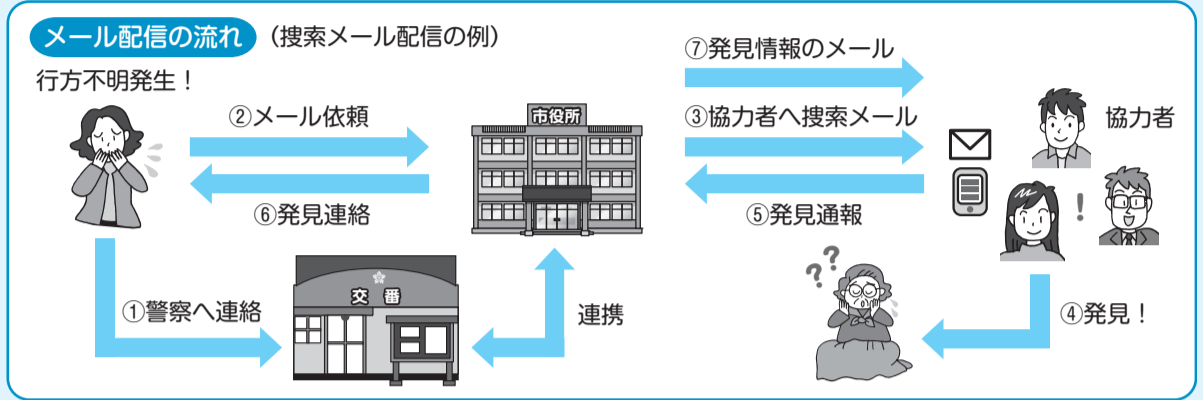 メール配信の流れ (捜索メール配信の例)
行方不明発生！
②メール依頼
⑥発見連絡
市役所
⑦発見情報のメール
③協力者へ捜索メール
⑤発見通報
協力者
!
①警察へ連絡
交番
連携
??
④発見！